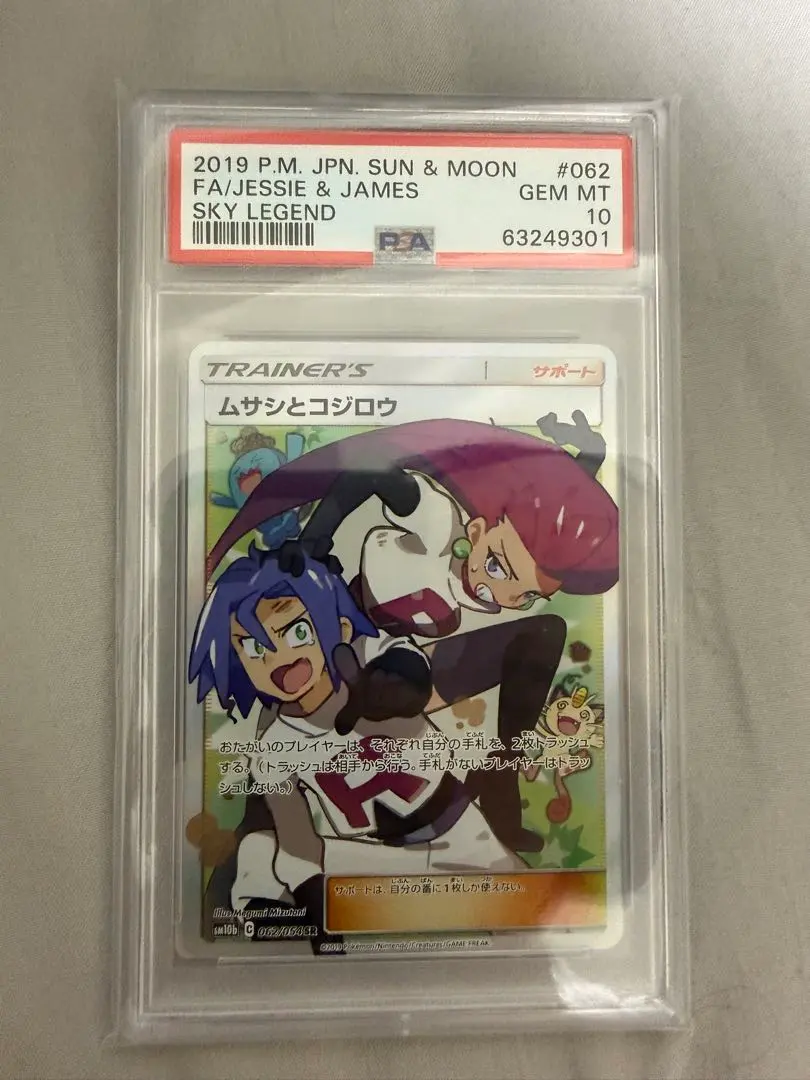 2019 P.M. JPN. SUN & MOON #062
FA/JESSIE & JAMES GEM MT
SKY LEGEND 10
PSA 63249301
TRAINER'S サポート
ムサシとコジロウ
R
おたがいのプレイヤーは、それぞれ自分の手札を、2枚トラッシュ
する。(トラッシュは相手から行う。手札がないプレイヤーはトラッ
シュしない。)
R
サポートは、自分の番に1枚しか使えない。
Illus. Megumi Mizutani
sm10b C 062/054 SR
©2019 Pokémon/Nintendo/Creatures/GAME FREAK